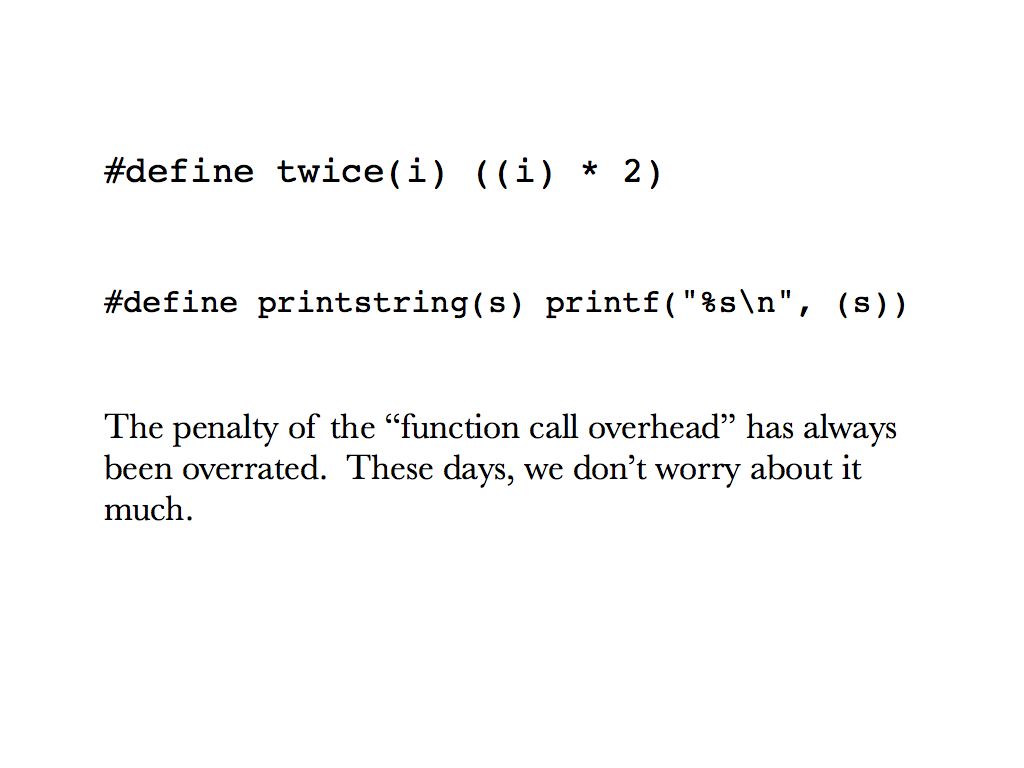 #define twice(i) ((i) * 2)
#define printstring(s) printf("%s\n", (s))
The penalty of the “function call overhead” has always
been overrated.  These days, we don’t worry about it
much.